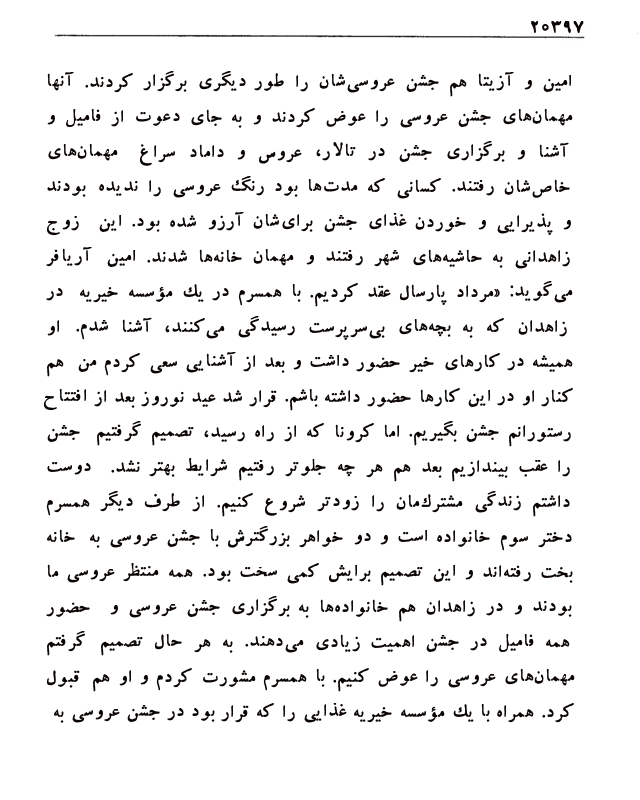 ۲۰۳۹۷
امین و آزیتا هم جشن عروسی‌شان را طور دیگری برگزار کردند. آنها
مهمان‌های جشن عروسی را عوض کردند و به جای دعوت از فامیل و
آشنا و برگزاری جشن در تالار، عروس و داماد سراغ مهمان‌های
خاص‌شان رفتند. کسانی که مدت‌ها بود رنگ عروسی را ندیده بودند
و پذیرایی و خوردن غذای جشن برای‌شان آرزو شده بود. این زوج
زاهدانی به حاشیه‌های شهر رفتند و مهمان خانه‌ها شدند. امین آریافر
می‌گوید: «مرداد پارسال عقد کردیم. با همسرم در یك مؤسسه خیریه در
زاهدان که به بچه‌های بی‌سرپرست رسیدگی می‌کنند، آشنا شدم. او
همیشه در کارهای خیر حضور داشت و بعد از آشنایی سعی کردم من هم
کنار او در این کارها حضور داشته باشم. قرار شد عید نوروز بعد از افتتاح
رستورانم جشن بگیریم. اما کرونا که از راه رسید، تصمیم گرفتیم جشن
را عقب بیندازیم بعد هم هر چه جلوتر رفتیم شرایط بهتر نشد. دوست
داشتم زندگی مشترك‌مان را زودتر شروع کنیم. از طرف دیگر همسرم
دختر سوم خانواده است و دو خواهر بزرگترش با جشن عروسی به خانه
بخت رفته‌اند و این تصمیم برایش کمی سخت بود. همه منتظر عروسی ما
بودند و در زاهدان هم خانواده‌ها به برگزاری جشن عروسی و حضور
همه فامیل در جشن اهمیت زیادی می‌دهند. به هر حال تصمیم گرفتم
مهمان‌های عروسی را عوض کنیم. با همسرم مشورت کردم و او هم قبول
کرد. همراه با یك مؤسسه خیریه غذایی را که قرار بود در جشن عروسی به